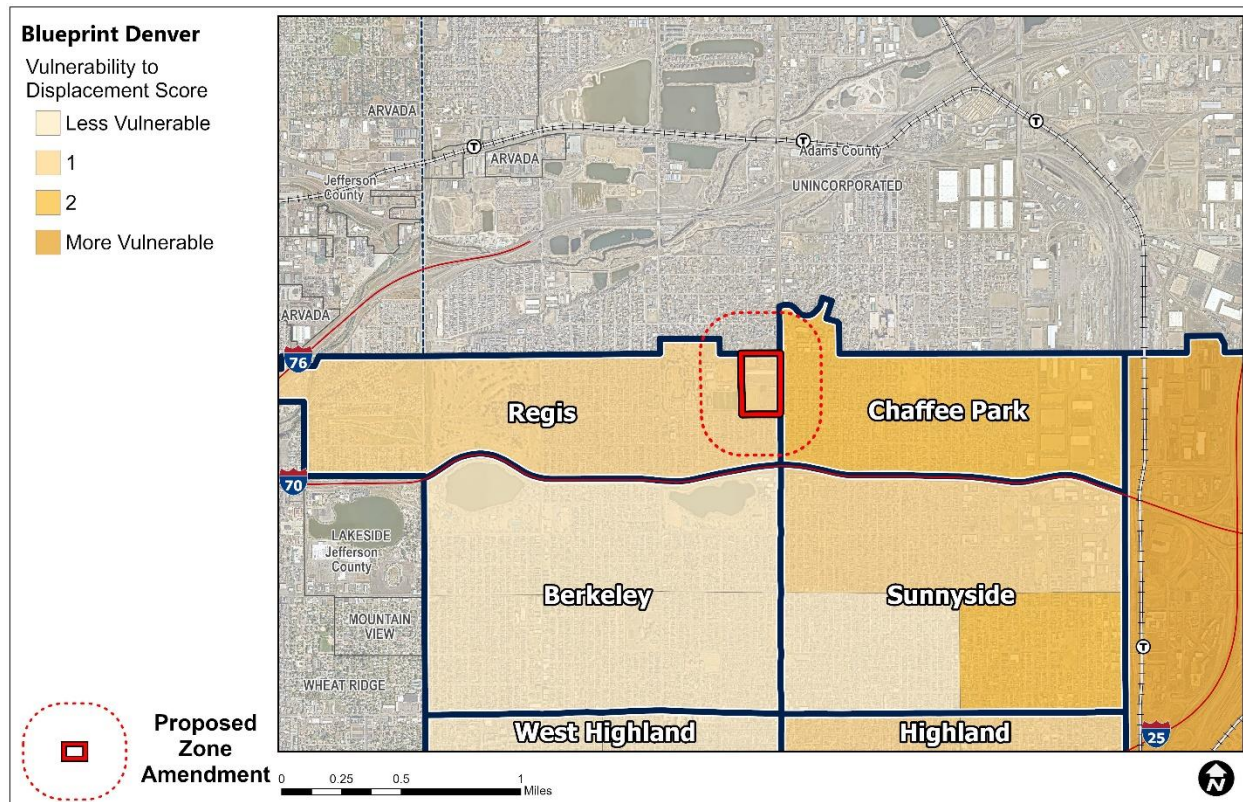 Blueprint Denver
Vulnerability to
Displacement Score
Less Vulnerable
1
2
More Vulnerable
ARVADA
ARVADA
Jefferson
County
T
T
Adams County
T
UNINCORPORATED
ARVADA
76
Regis
Chaffee Park
70
LAKESIDE
Jefferson
County
Berkeley
Sunnyside
MOUNTAIN
VIEW
T
WHEAT RIDGE
West Highland
Highland
25
Proposed
Zone
Amendment
0 0.25 0.5 1
Miles
N